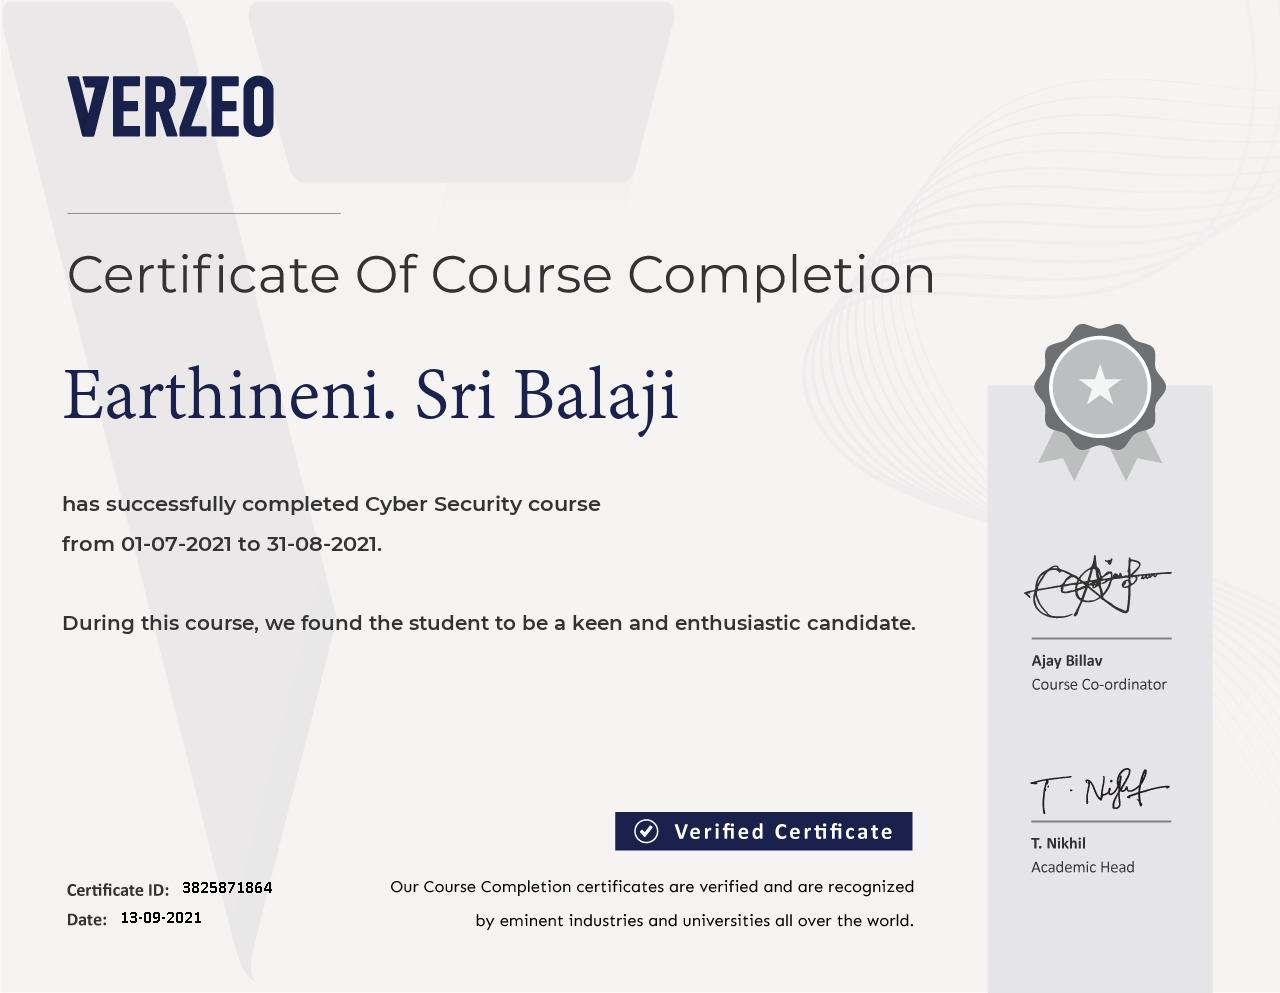 VERZEO
Certificate Of Course Completion
Earthineni. Sri Balaji
has successfully completed Cyber Security course
from 01-07-2021 to 31-08-2021.
During this course, we found the student to be a keen and enthusiastic candidate.
Ajay Billav
Course Co-ordinator
T. Nikhil
T. Nikhil
Academic Head
Verified Certificate
Certificate ID: 3825871864
Date: 13-09-2021
Our Course Completion certificates are verified and are recognized
by eminent industries and universities all over the world.